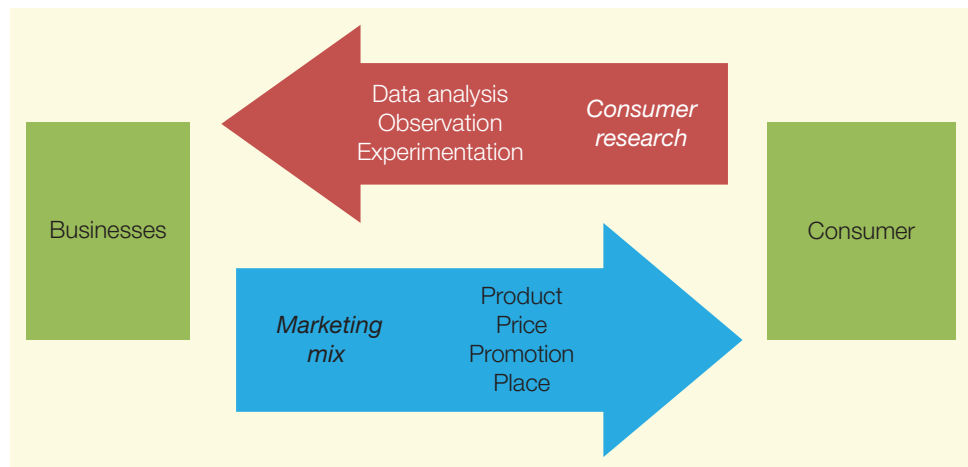 Data analysis
Observation
Experimentation
Consumer
research
Businesses
Consumer
Marketing
mix
Product
Price
Promotion
Place